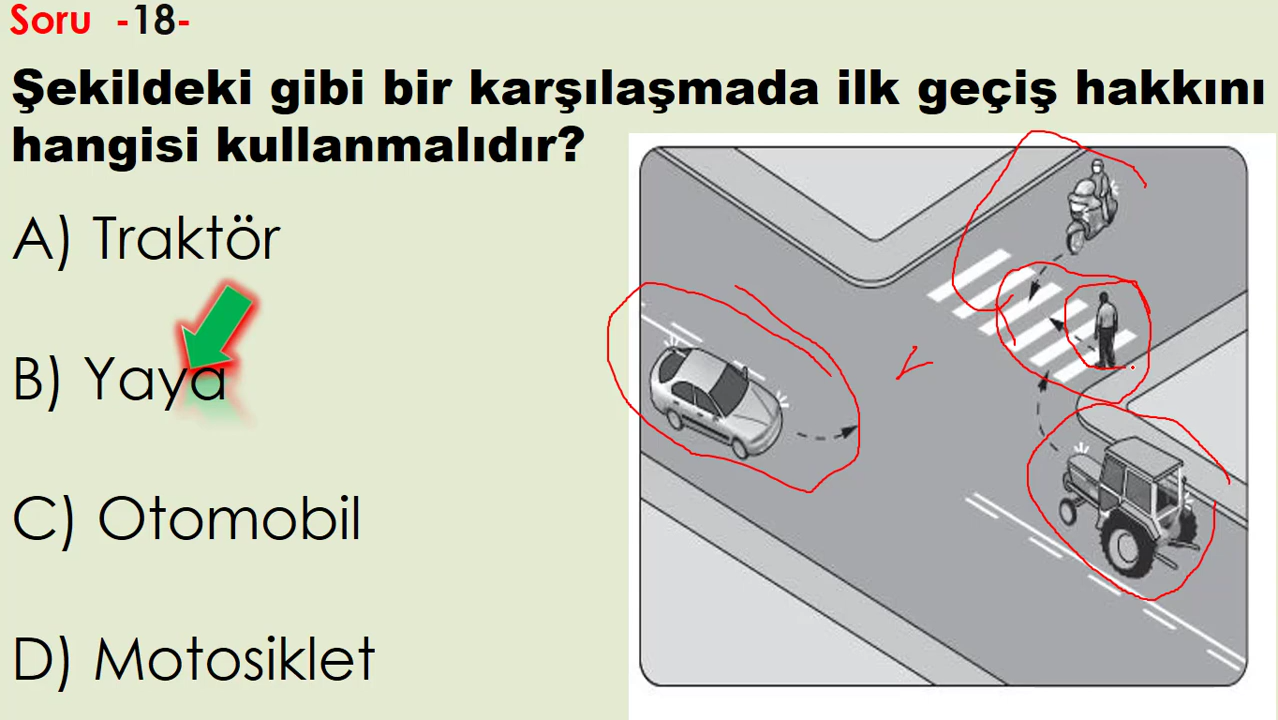 Soru -18-
Şekildeki gibi bir karşılaşmada ilk geçiş hakkını
hangisi kullanmalıdır?
A) Traktör
B) Yaya
C) Otomobil
D) Motosiklet